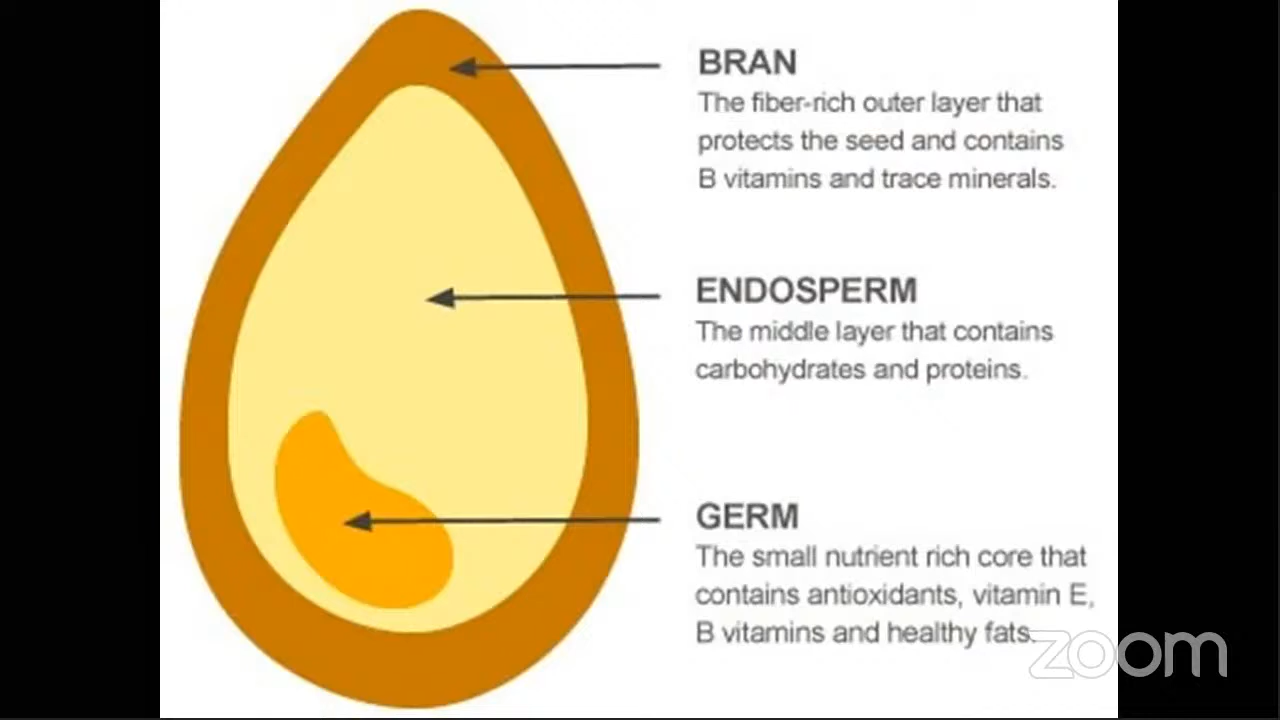 BRAN
The fiber-rich outer layer that
protects the seed and contains
B vitamins and trace minerals.
ENDOSPERM
The middle layer that contains
carbohydrates and proteins.
GERM
The small nutrient rich core that
contains antioxidants, vitamin E,
B vitamins and healthy fats.
zoom